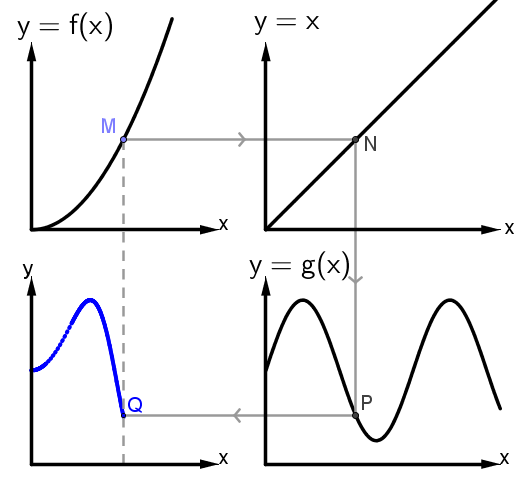 y = f(x)
y = x
M
N
x
x
y
y = g(x)
Q
P
x
x